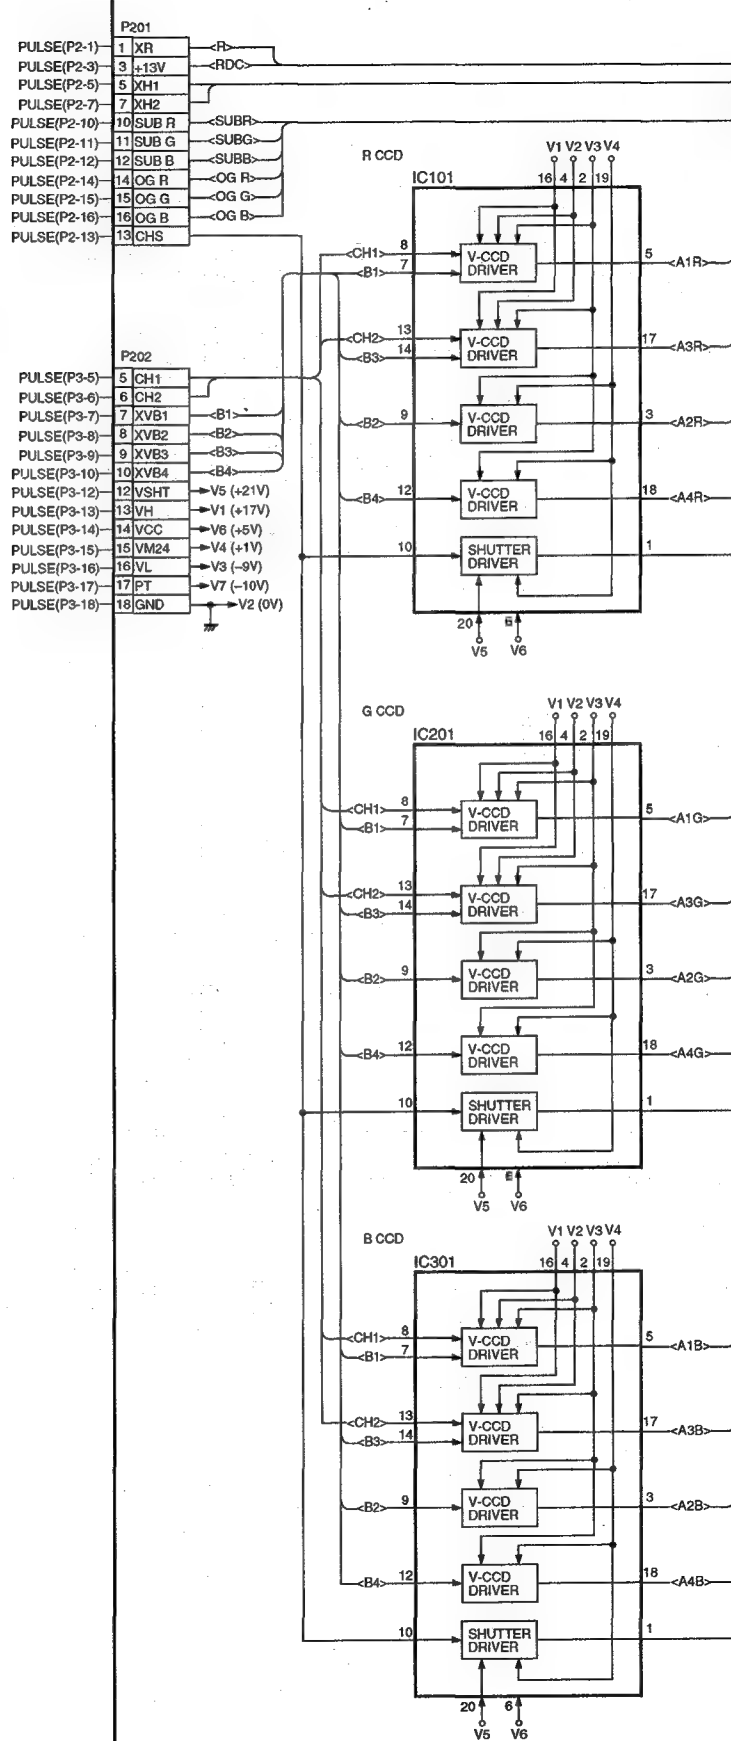 P201
PULSE(P2-1) 1 XR <R>
PULSE(P2-3) 3 +13V <RDC>
PULSE(P2-5) 5 XH1
PULSE(P2-7) 7 XH2
PULSE(P2-10) 10 SUB R <SUBR>
PULSE(P2-11) 11 SUB G <SUBG>
PULSE(P2-12) 12 SUB B <SUBB>
PULSE(P2-14) 14 OG R <OG R>
PULSE(P2-15) 15 OG G <OG G>
PULSE(P2-16) 16 OG B <OG B>
PULSE(P2-13) 13 CHS
P202
PULSE(P3-5) 5 CH1
PULSE(P3-6) 6 CH2
PULSE(P3-7) 7 XVB1 <B1>
PULSE(P3-8) 8 XVB2 <B2>
PULSE(P3-9) 9 XVB3 <B3>
PULSE(P3-10) 10 XVB4 <B4>
PULSE(P3-12) 12 VSHT V5 (+21V)
PULSE(P3-13) 13 VH V1 (+17V)
PULSE(P3-14) 14 VCC V6 (+5V)
PULSE(P3-15) 15 VM24 V4 (+1V)
PULSE(P3-16) 16 VL V3 (–9V)
PULSE(P3-17) 17 PT V7 (–10V)
PULSE(P3-18) 18 GND V2 (0V)
R CCD
V1 V2 V3 V4
IC101
16 4 2 19
<CH1> 8
<B1> 7
V-CCD
DRIVER
5 <A1R>
<CH2> 13
<B3> 14
V-CCD
DRIVER
17 <A3R>
<B2> 9
V-CCD
DRIVER
3 <A2R>
<B4> 12
V-CCD
DRIVER
18 <A4R>
10
SHUTTER
DRIVER
1
20
V5 V6
G CCD
V1 V2 V3 V4
IC201
16 4 2 19
<CH1> 8
<B1> 7
V-CCD
DRIVER
5 <A1G>
<CH2> 13
<B3> 14
V-CCD
DRIVER
17 <A3G>
<B2> 9
V-CCD
DRIVER
3 <A2G>
<B4> 12
V-CCD
DRIVER
18 <A4G>
10
SHUTTER
DRIVER
1
20
V5 V6
B CCD
V1 V2 V3 V4
IC301
16 4 2 19
<CH1> 8
<B1> 7
V-CCD
DRIVER
5 <A1B>
<CH2> 13
<B3> 14
V-CCD
DRIVER
17 <A3B>
<B2> 9
V-CCD
DRIVER
3 <A2B>
<B4> 12
V-CCD
DRIVER
18 <A4B>
10
SHUTTER
DRIVER
1
20 6
V5 V6